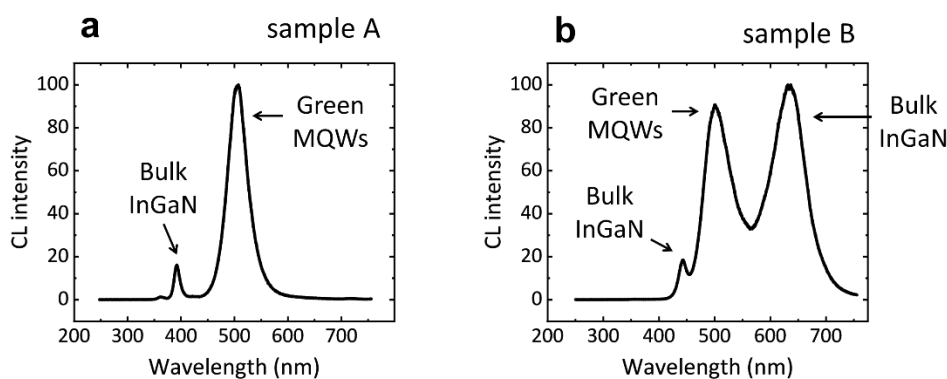 a
sample A
CL intensity
100
80
60
40
20
0
Bulk
InGaN
Green
MQWs
200 300 400 500 600 700
Wavelength (nm)
b
sample B
CL intensity
100
80
60
40
20
0
Green
MQWs
Bulk
InGaN
Bulk
InGaN
200 300 400 500 600 700
Wavelength (nm)